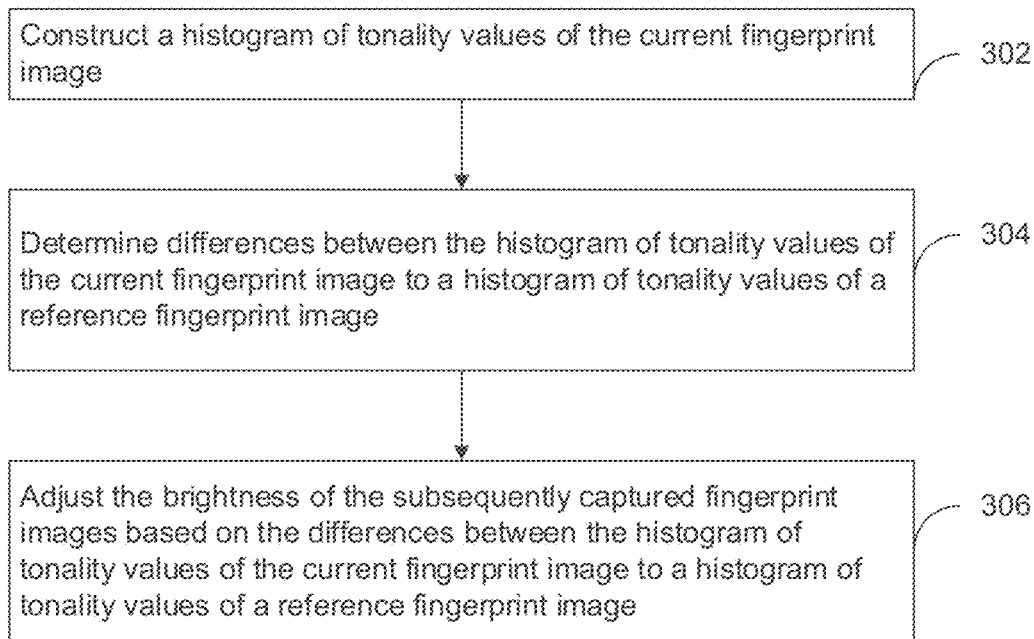 Construct a histogram of tonality values of the current fingerprint
image
302
Determine differences between the histogram of tonality values of
the current fingerprint image to a histogram of tonality values of a
reference fingerprint image
304
Adjust the brightness of the subsequently captured fingerprint
images based on the differences between the histogram of
tonality values of the current fingerprint image to a histogram of
tonality values of a reference fingerprint image
306